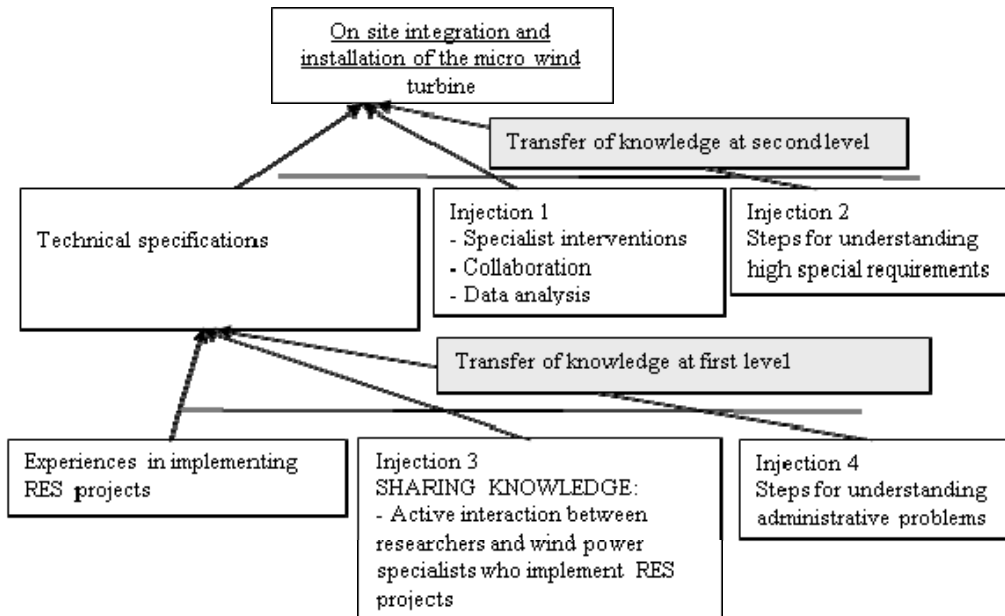 On site integration and
installation of the micro wind
turbine
Transfer of knowledge at second level
Technical specifications
Injection 1
- Specialist interventions
- Collaboration
- Data analysis
Injection 2
Steps for understanding
high special requirements
Transfer of knowledge at first level
Experiences in implementing
RES projects
Injection 3
SHARING KNOWLEDGE:
- Active interaction between
researchers and wind power
specialists who implement RES
projects
Injection 4
Steps for understanding
administrative problems